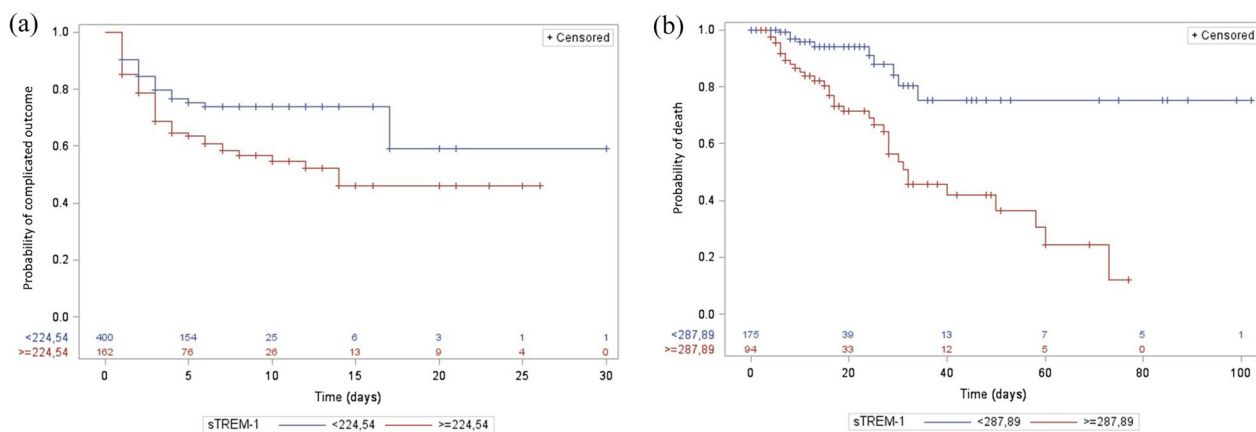 (a)
+ Censored
Probability of complicated outcome
1.0
0.8
0.6
0.4
0.2
0.0
<224,54 400 154 25 6 3 1 1
>=224,54 162 76 26 13 9 4 0
0 5 10 15 20 25 30
Time (days)
sTREM-1 <224,54 >=224,54
(b)
+ Censored
Probability of death
1.0
0.8
0.6
0.4
0.2
0.0
<287,89 175 39 13 7 5 1
>=287,89 94 33 12 5 0
0 20 40 60 80 100
Time (days)
sTREM-1 <287,89 >=287,89